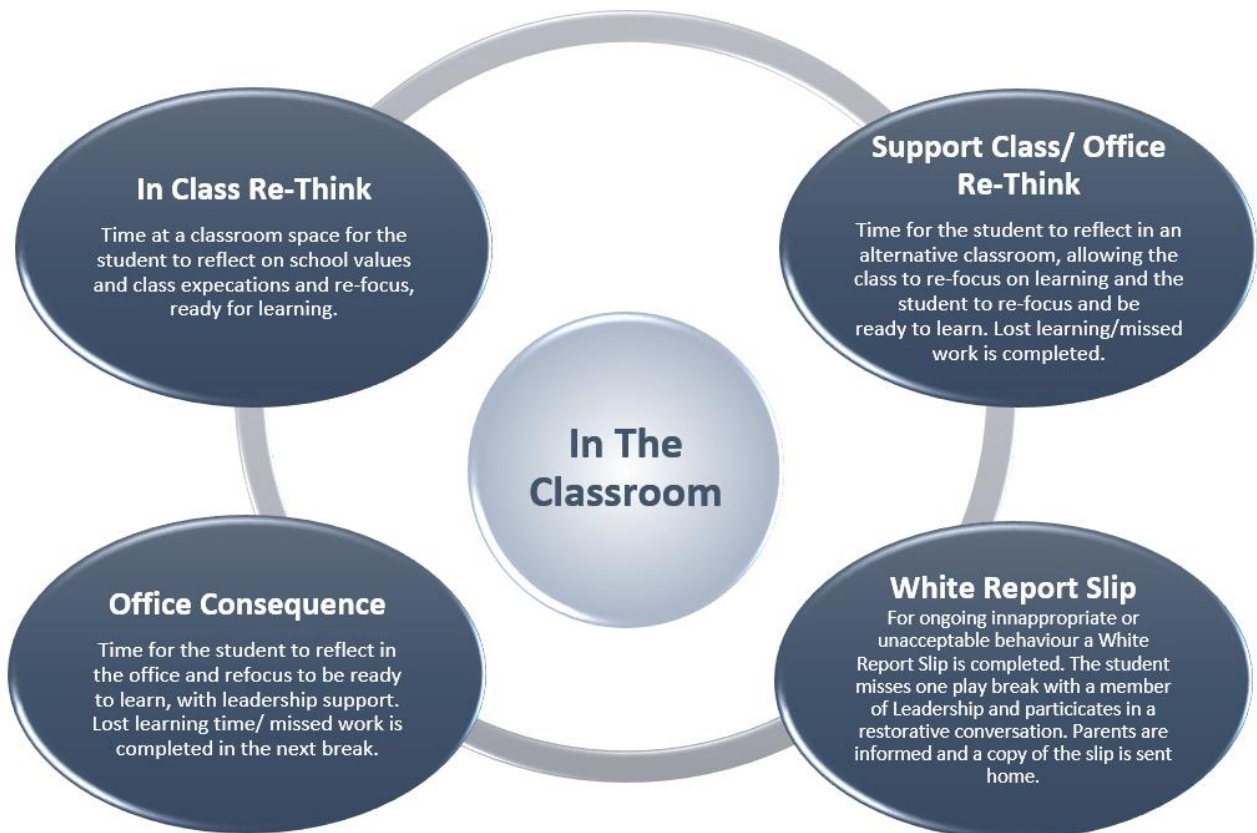 In Class Re-Think
Time at a classroom space for the
student to reflect on school values
and class expecations and re-focus,
ready for learning.
Support Class/ Office
Re-Think
Time for the student to reflect in an
alternative classroom, allowing the
class to re-focus on learning and the
student to re-focus and be
ready to learn. Lost learning/missed
work is completed.
In The
Classroom
Office Consequence
Time for the student to reflect in
the office and refocus to be ready
to learn, with leadership support.
Lost learning time/ missed work is
completed in the next break.
White Report Slip
For ongoing innappropriate or
unacceptable behaviour a White
Report Slip is completed. The student
misses one play break with a member
of Leadership and particicates in a
restorative conversation. Parents are
informed and a copy of the slip is sent
home.